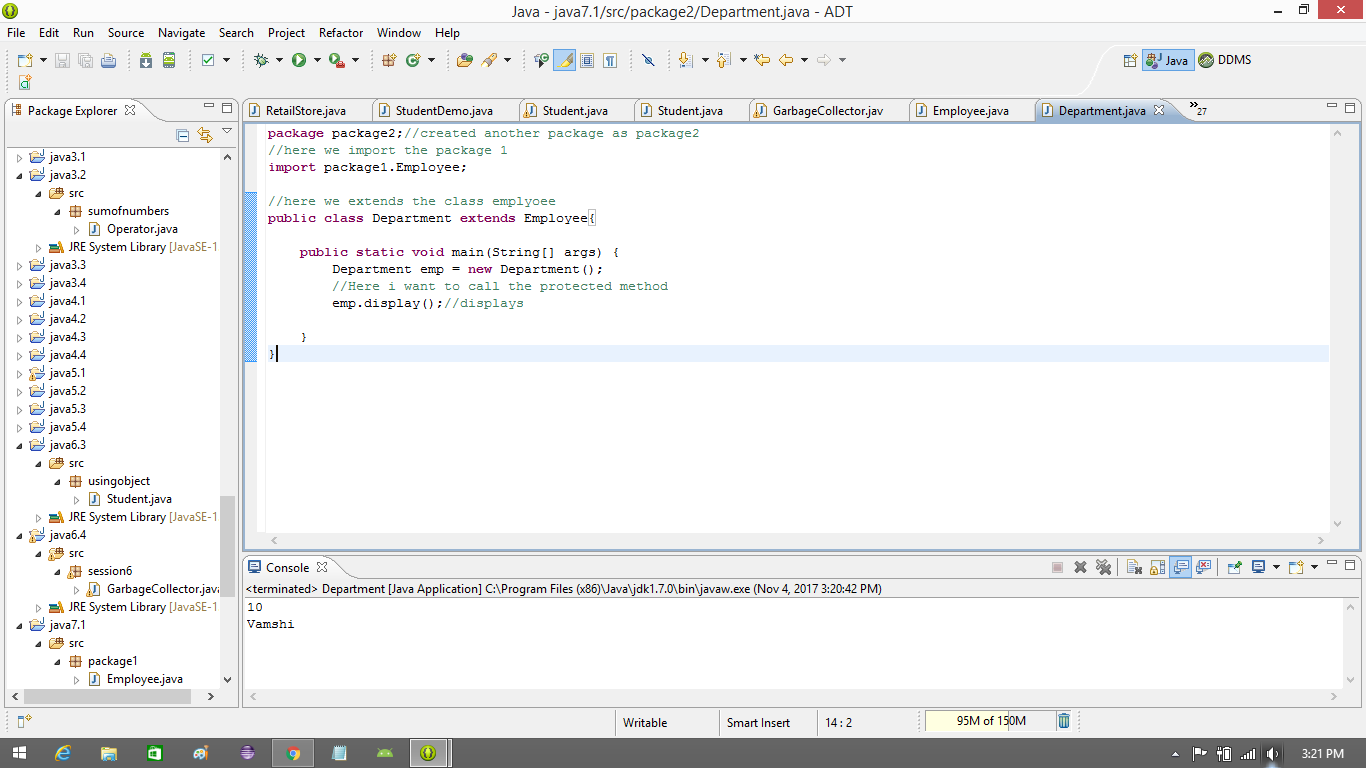 Java - java7.1/src/package2/Department.java - ADT
File Edit Run Source Navigate Search Project Refactor Window Help
Java DDMS
Package Explorer
RetailStore.java StudentDemo.java Student.java Student.java GarbageCollector.jav Employee.java Department.java 27
java3.1
java3.2
src
sumofnumbers
Operator.java
JRE System Library [JavaSE-1
java3.3
java3.4
java4.1
java4.2
java4.3
java4.4
java5.1
java5.2
java5.3
java5.4
java6.3
src
usingobject
Student.java
JRE System Library [JavaSE-1
java6.4
src
session6
GarbageCollector.java
JRE System Library [JavaSE-1
java7.1
src
package1
Employee.java
package package2;//created another package as package2
//here we import the package 1
import package1.Employee;
//here we extends the class emplyoee
public class Department extends Employee{
public static void main(String[] args) {
Department emp = new Department();
//Here i want to call the protected method
emp.display();//displays
}
}
Console
<terminated> Department [Java Application] C:\Program Files (x86)\Java\jdk1.7.0\bin\javaw.exe (Nov 4, 2017 3:20:42 PM)
10
Vamshi
Writable Smart Insert 14 : 2 95M of 150M
3:21 PM